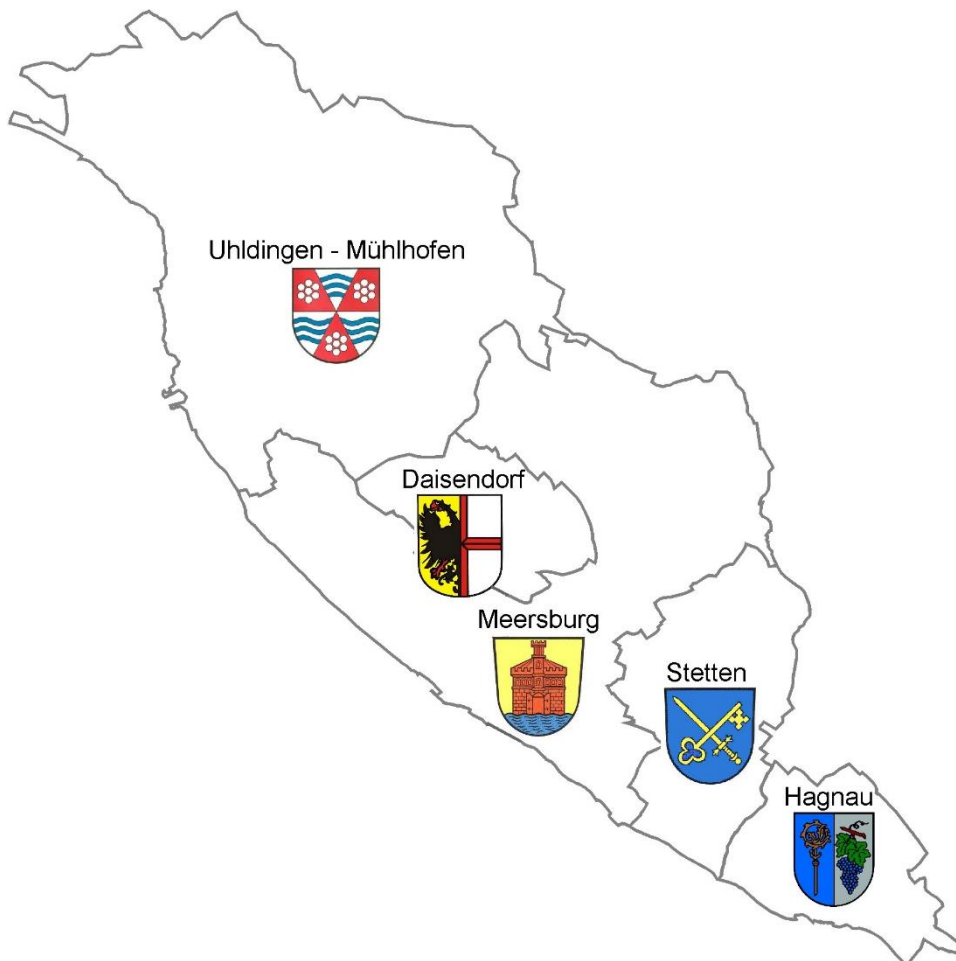 Uhldingen - Mühlhofen
Daisendorf
Meersburg
Stetten
Hagnau